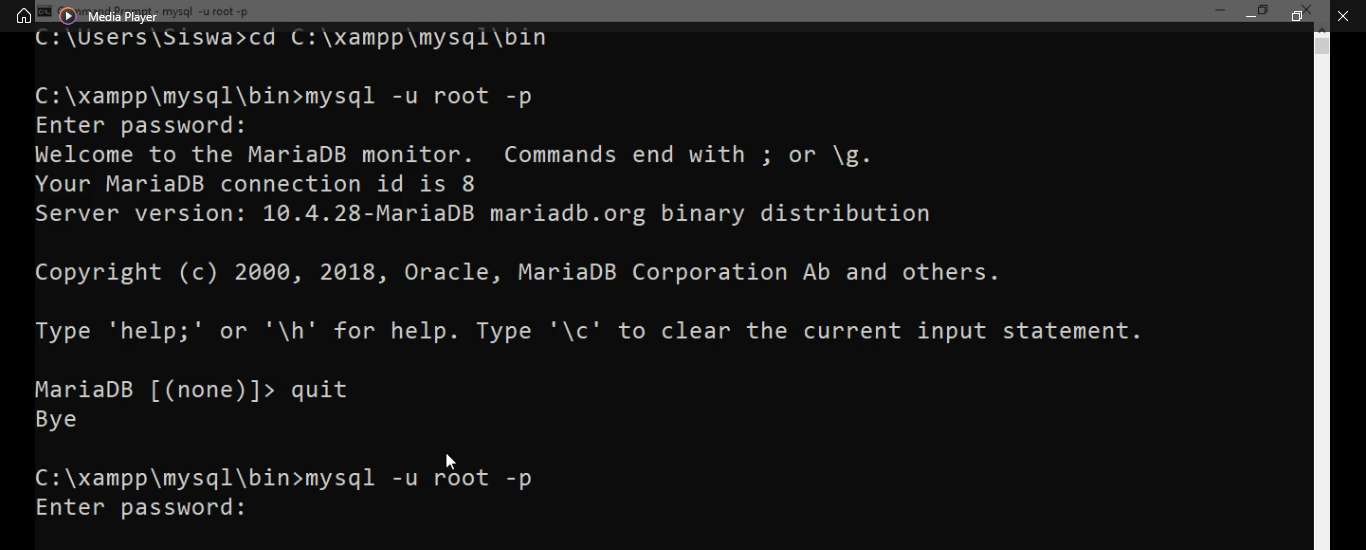 Command Prompt - mysql -u root -p
Media Player
C:\Users\Siswa>cd C:\xampp\mysql\bin
C:\xampp\mysql\bin>mysql -u root -p
Enter password:
Welcome to the MariaDB monitor.  Commands end with ; or \g.
Your MariaDB connection id is 8
Server version: 10.4.28-MariaDB mariadb.org binary distribution
Copyright (c) 2000, 2018, Oracle, MariaDB Corporation Ab and others.
Type 'help;' or '\h' for help. Type '\c' to clear the current input statement.
MariaDB [(none)]> quit
Bye
C:\xampp\mysql\bin>mysql -u root -p
Enter password: